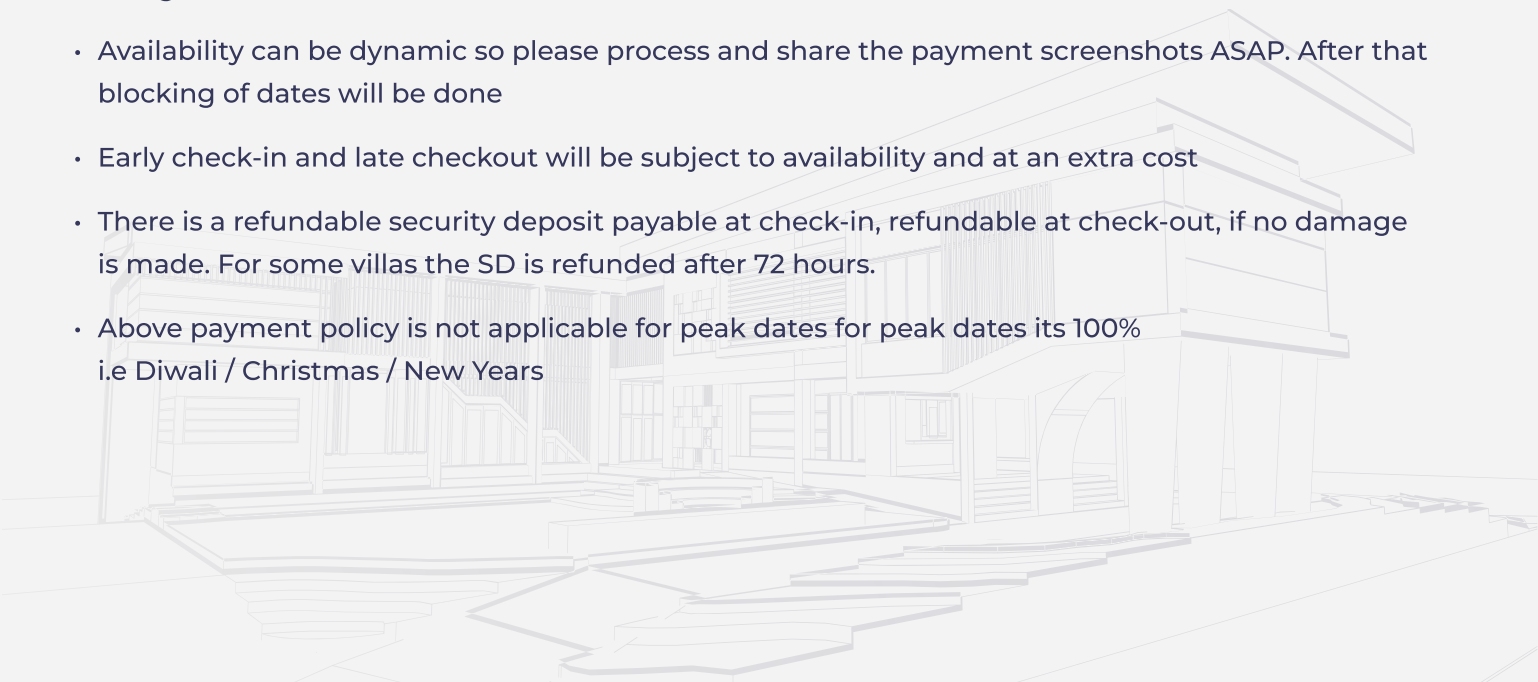 • Availability can be dynamic so please process and share the payment screenshots ASAP. After that
blocking of dates will be done
• Early check-in and late checkout will be subject to availability and at an extra cost
• There is a refundable security deposit payable at check-in, refundable at check-out, if no damage
is made. For some villas the SD is refunded after 72 hours.
• Above payment policy is not applicable for peak dates for peak dates its 100%
i.e Diwali / Christmas / New Years